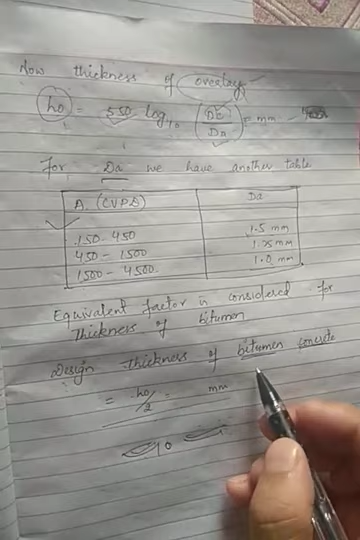 Now thickness of overlay
ho = 550 log10 (Dc/Da) = mm
For Da we have another table
A. (CVPD) Da
150-450 1.5 mm
450-1500 1.25 mm
1500-4500 1.0 mm
Equivalent factor is considered for
Thickness of bitumen
Design Thickness of bitumen concrete
= ho/2 = mm